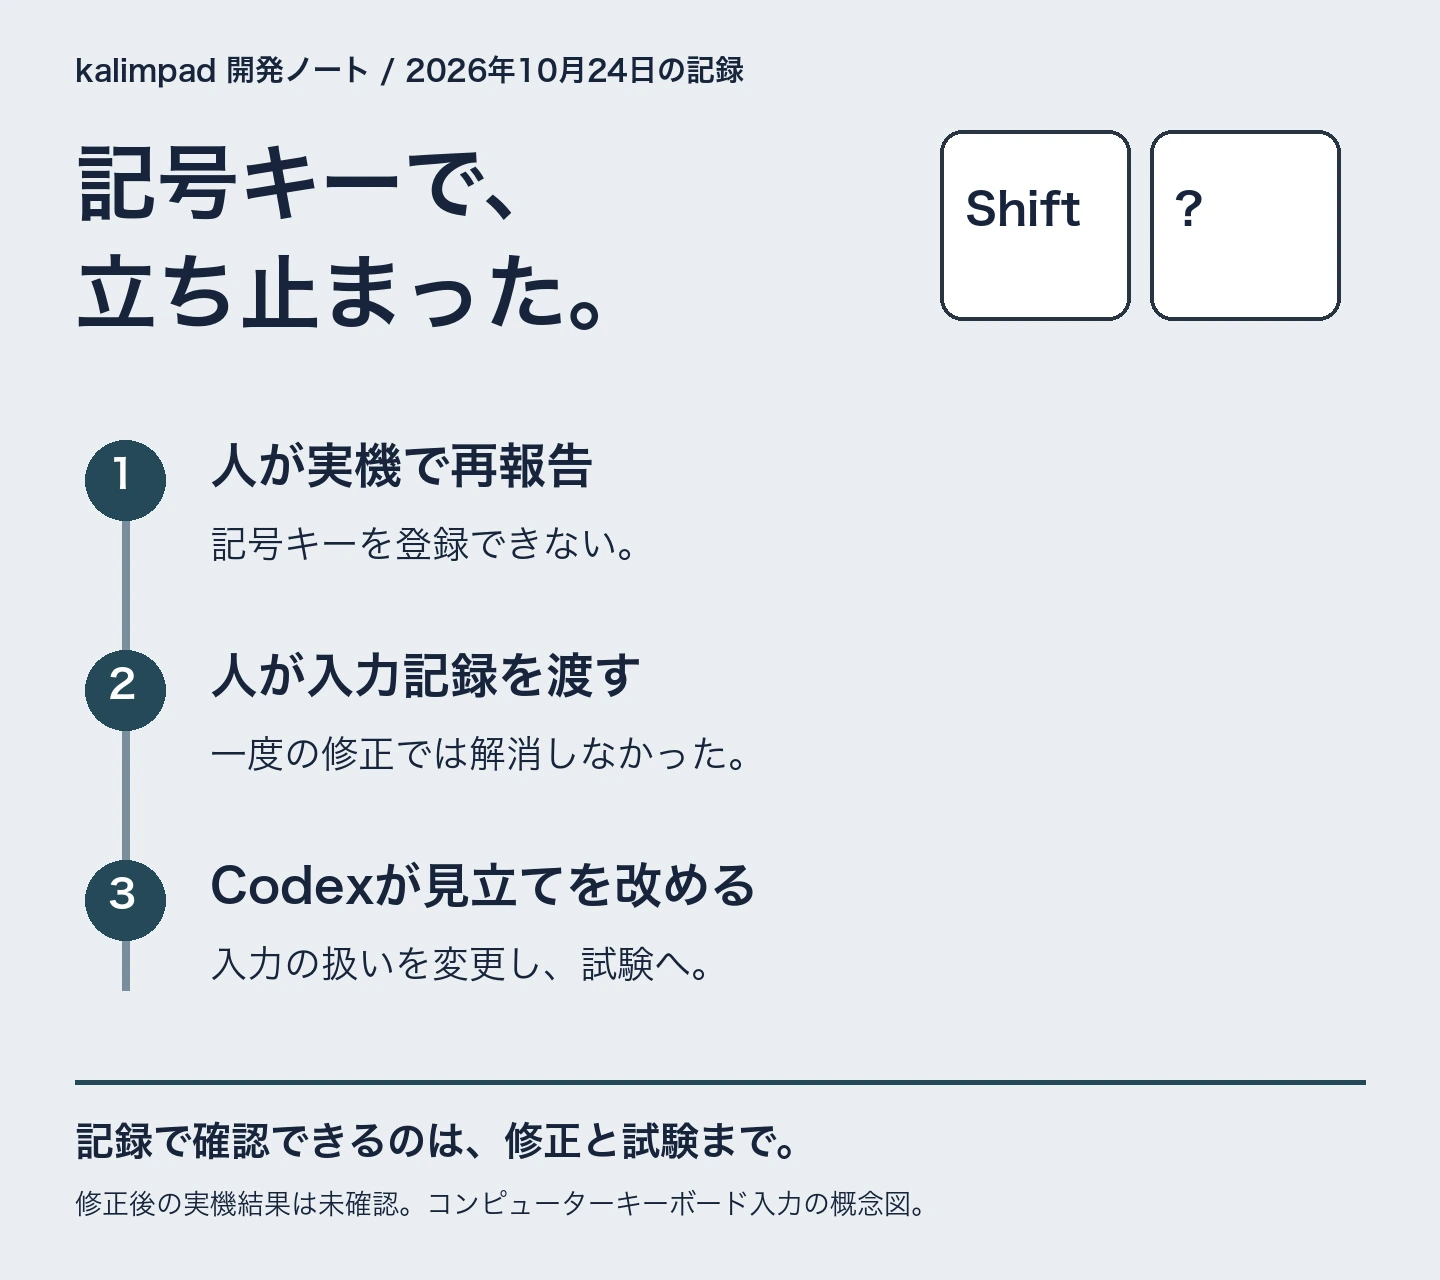 kalimpad 開発ノート / 2026年10月24日の記録
記号キーで、
立ち止まった。
Shift
?
1
人が実機で再報告
記号キーを登録できない。
2
人が入力記録を渡す
一度の修正では解消しなかった。
3
Codexが見立てを改める
入力の扱いを変更し、試験へ。
記録で確認できるのは、修正と試験まで。
修正後の実機結果は未確認。コンピューターキーボード入力の概念図。